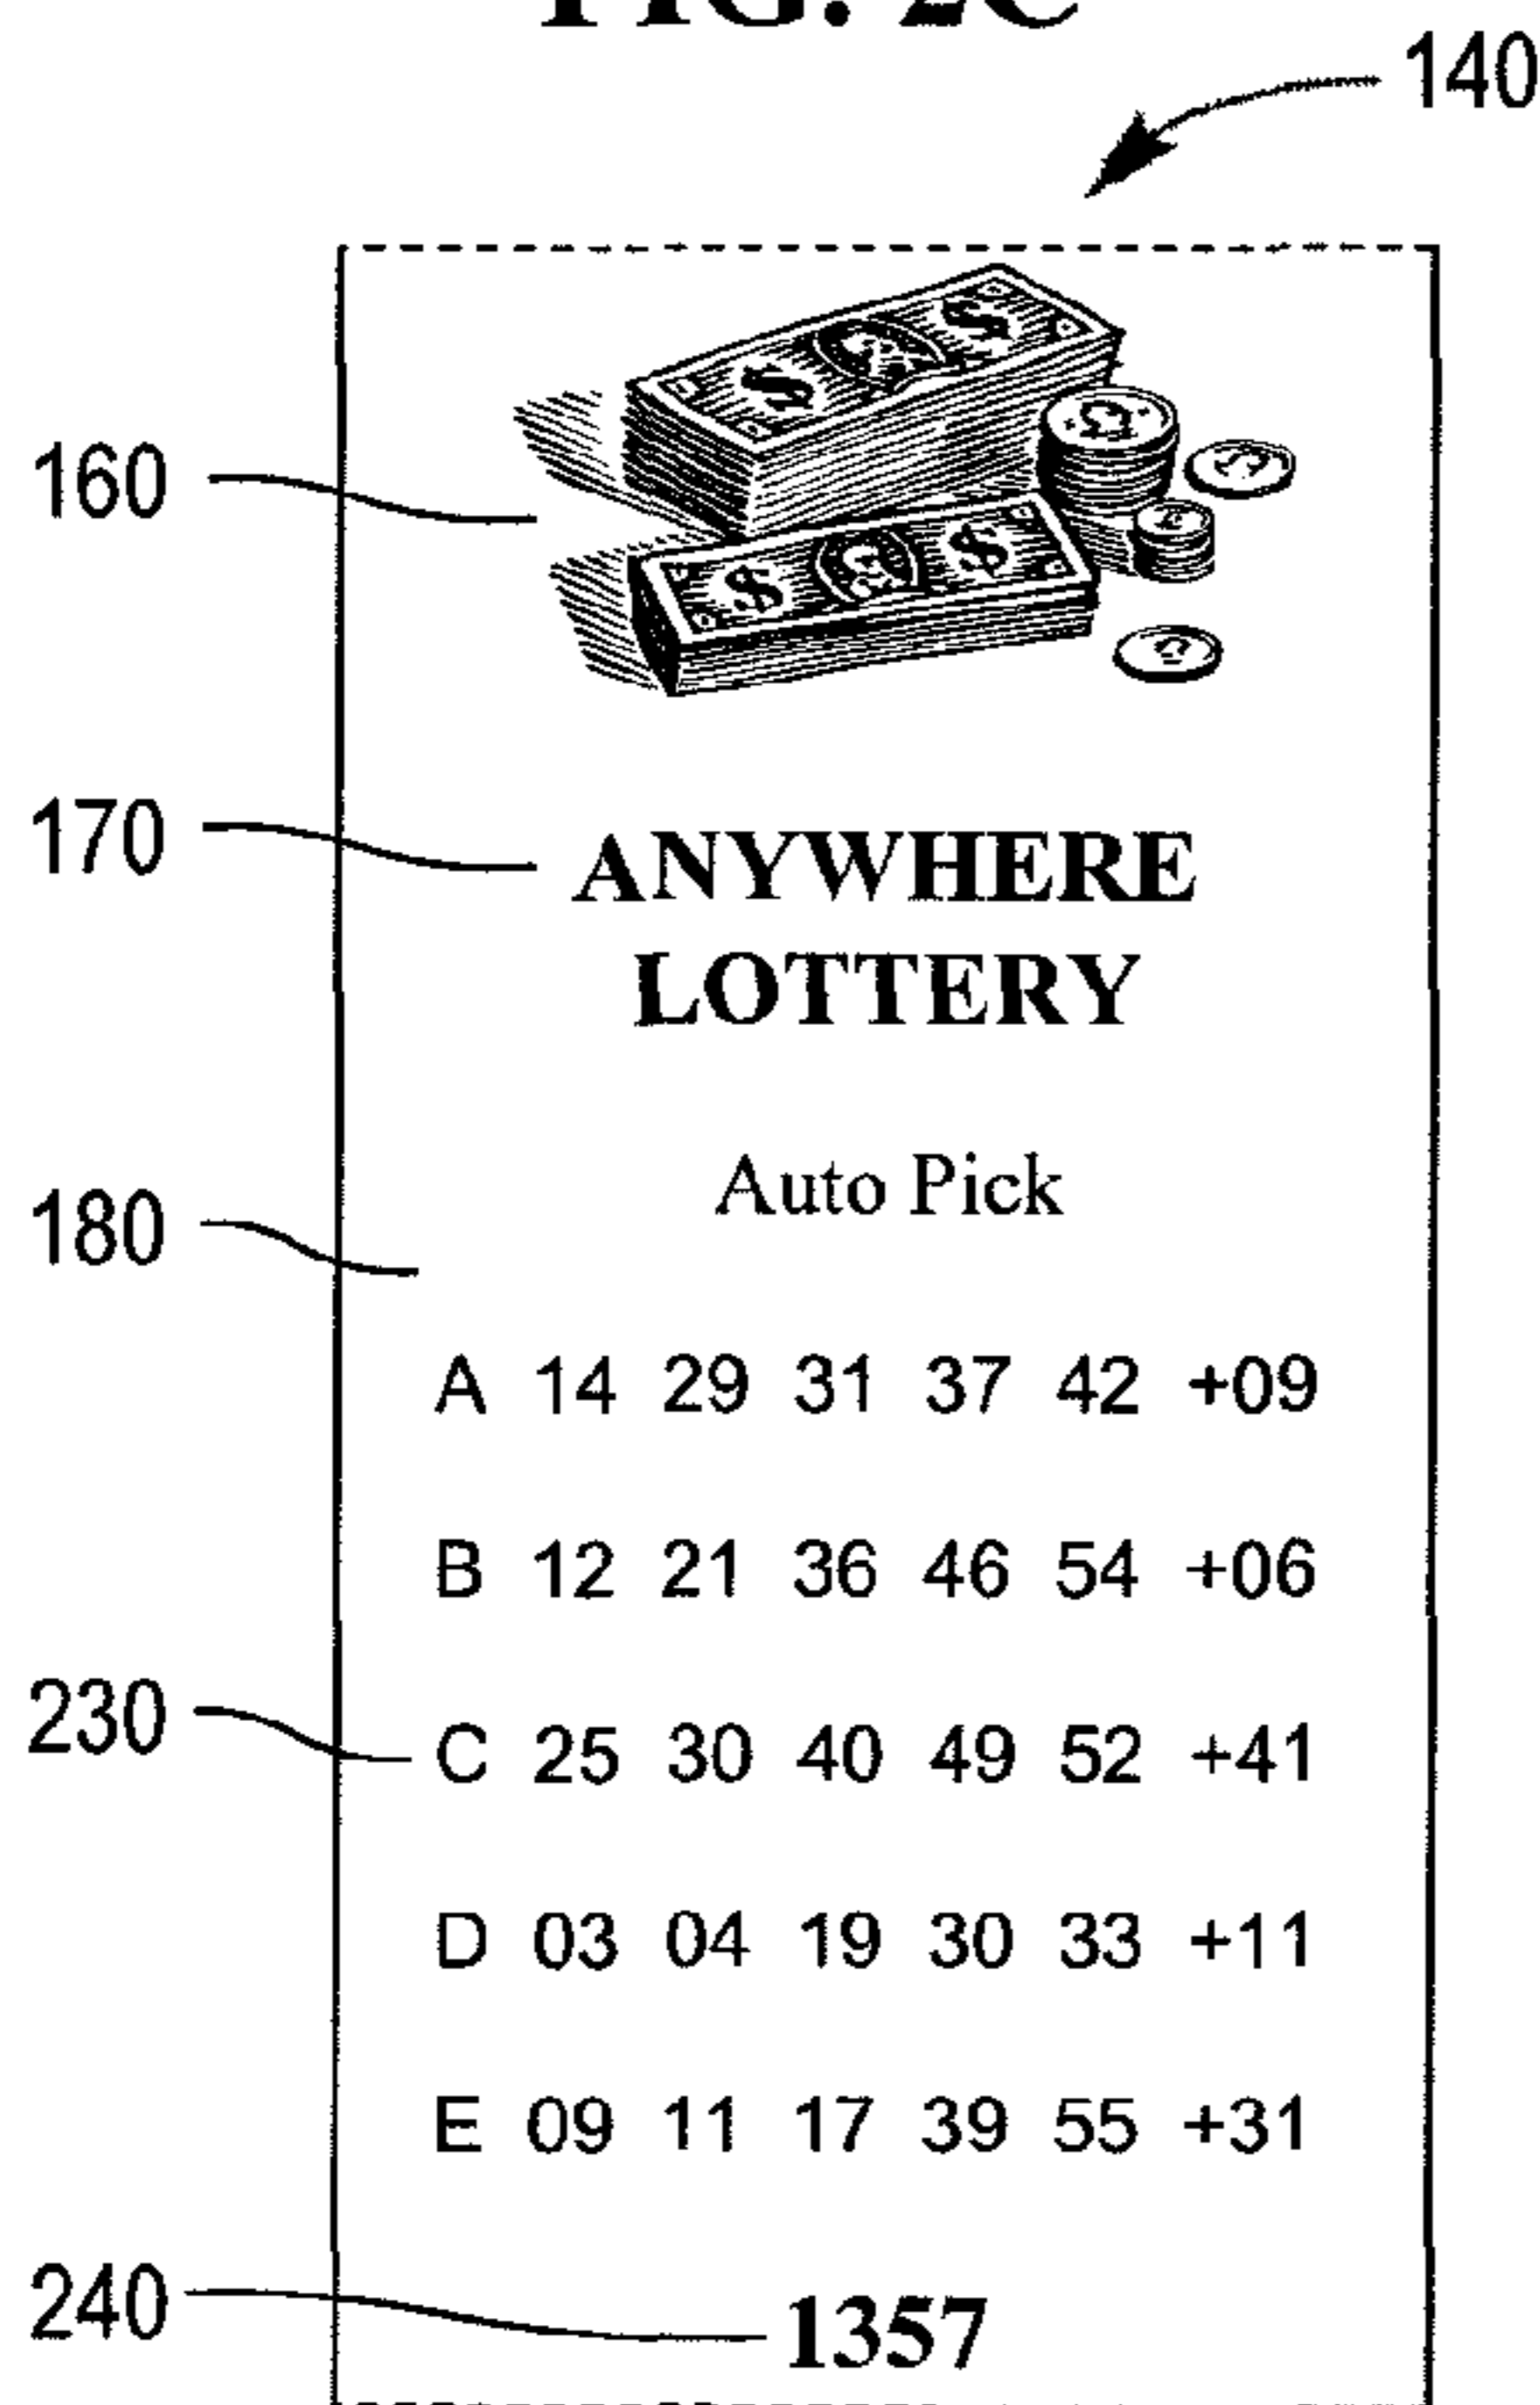 FIG. 2C
140
160
170
ANYWHERE
LOTTERY
Auto Pick
180
A 14 29 31 37 42 +09
B 12 21 36 46 54 +06
230
C 25 30 40 49 52 +41
D 03 04 19 30 33 +11
E 09 11 17 39 55 +31
240
1357